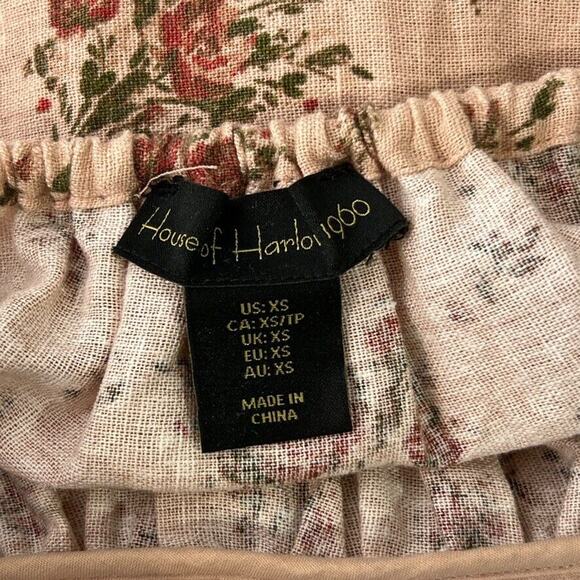 House of Harlow 1960
US: XS
CA: XS/TP
UK: XS
EU: XS
AU: XS
MADE IN
CHINA